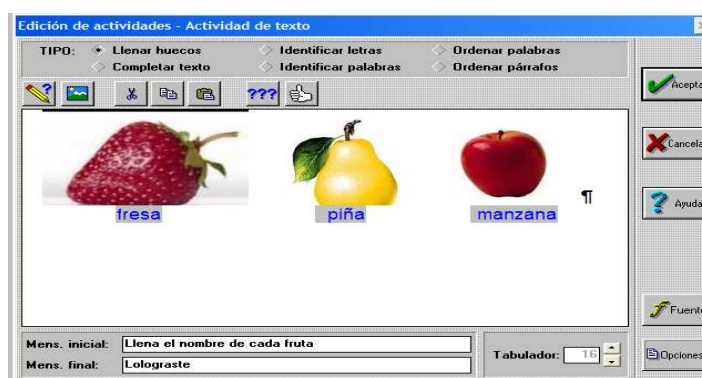 Edición de actividades - Actividad de texto
TIPO: Llenar huecos Identificar letras Ordenar palabras
Completar texto Identificar palabras Ordenar párrafos
???
Acepta
Cancela
Ayuda
fresa piña manzana ¶
Fuente
Mens. inicial: Llena el nombre de cada fruta
Mens. final: Lolograste
Tabulador: 16
Opciones